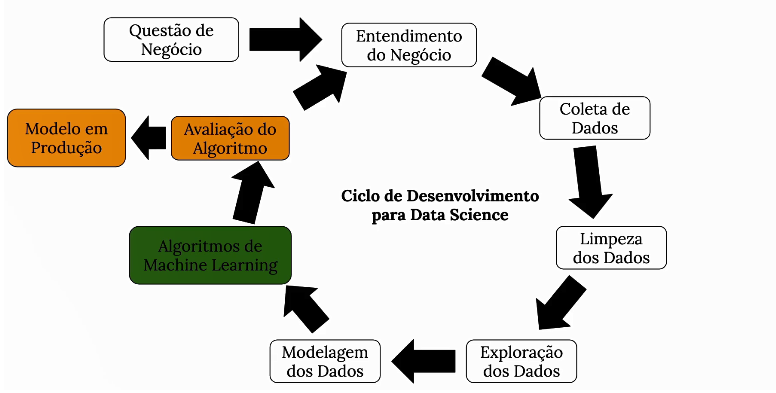 Questão de
Negócio
Entendimento
do Negócio
Coleta de
Dados
Modelo em
Produção
Avaliação do
Algoritmo
Ciclo de Desenvolvimento
para Data Science
Algoritmos de
Machine Learning
Limpeza
dos Dados
Modelagem
dos Dados
Exploração
dos Dados